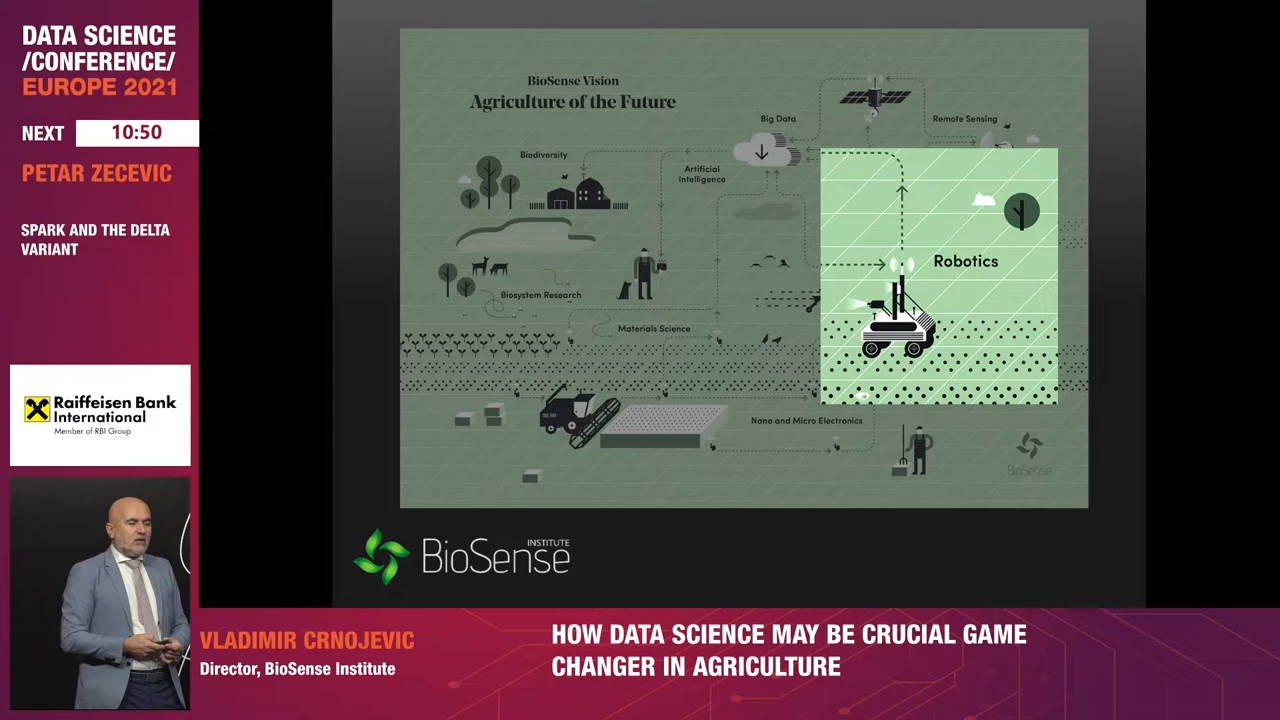 DATA SCIENCE
/CONFERENCE/
EUROPE 2021
NEXT 10:50
PETAR ZECEVIC
SPARK AND THE DELTA
VARIANT
Raiffeisen Bank
International
Member of RBI Group
BioSense Vision
Agriculture of the Future
Big Data
Remote Sensing
Biodiversity
Artificial
Intelligence
Robotics
Biosystem Research
Materials Science
Nano and Micro Electronics
BioSense
INSTITUTE
BioSense
VLADIMIR CRNOJEVIC
Director, BioSense Institute
HOW DATA SCIENCE MAY BE CRUCIAL GAME
CHANGER IN AGRICULTURE